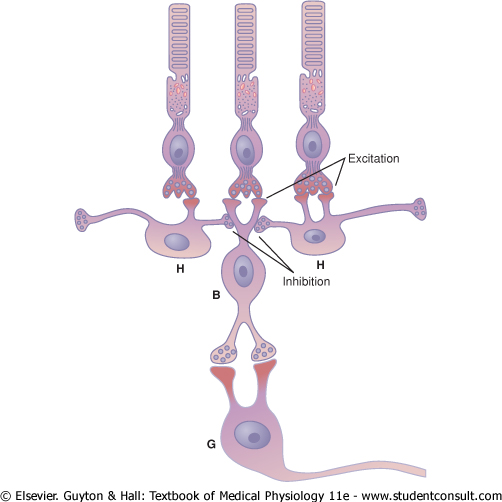 Excitation
H
H
Inhibition
B
G
© Elsevier. Guyton & Hall: Textbook of Medical Physiology 11e - www.studentconsult.com